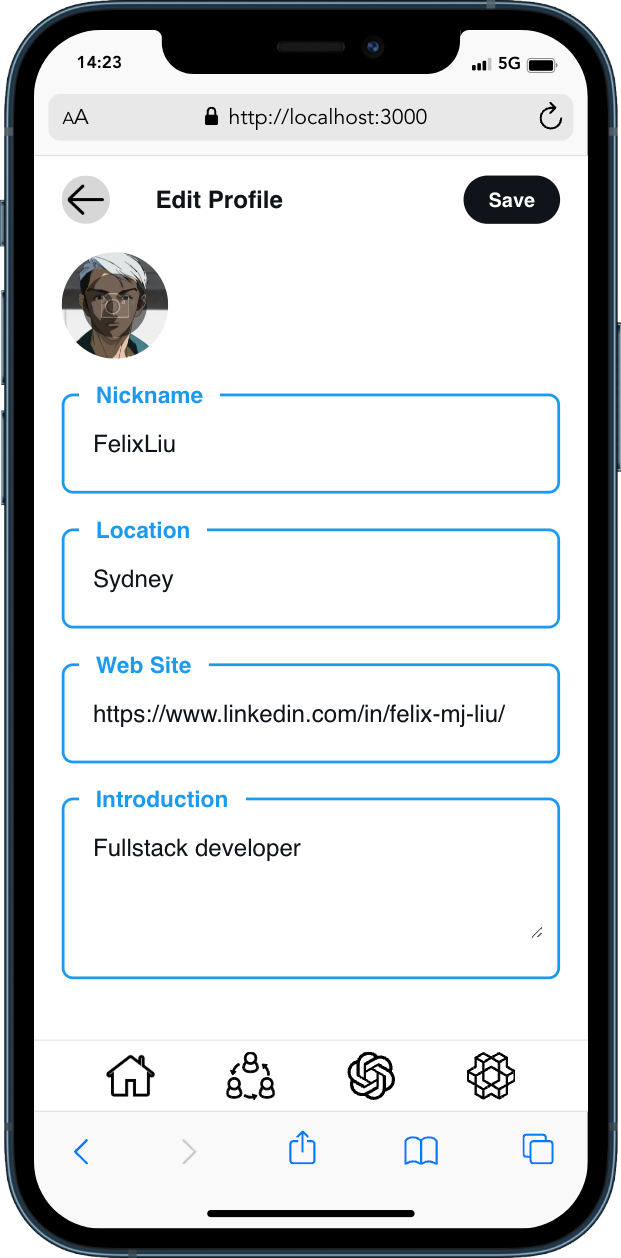 14:23
5G
AA
http://localhost:3000
Edit Profile
Save
Nickname
FelixLiu
Location
Sydney
Web Site
https://www.linkedin.com/in/felix-mj-liu/
Introduction
Fullstack developer